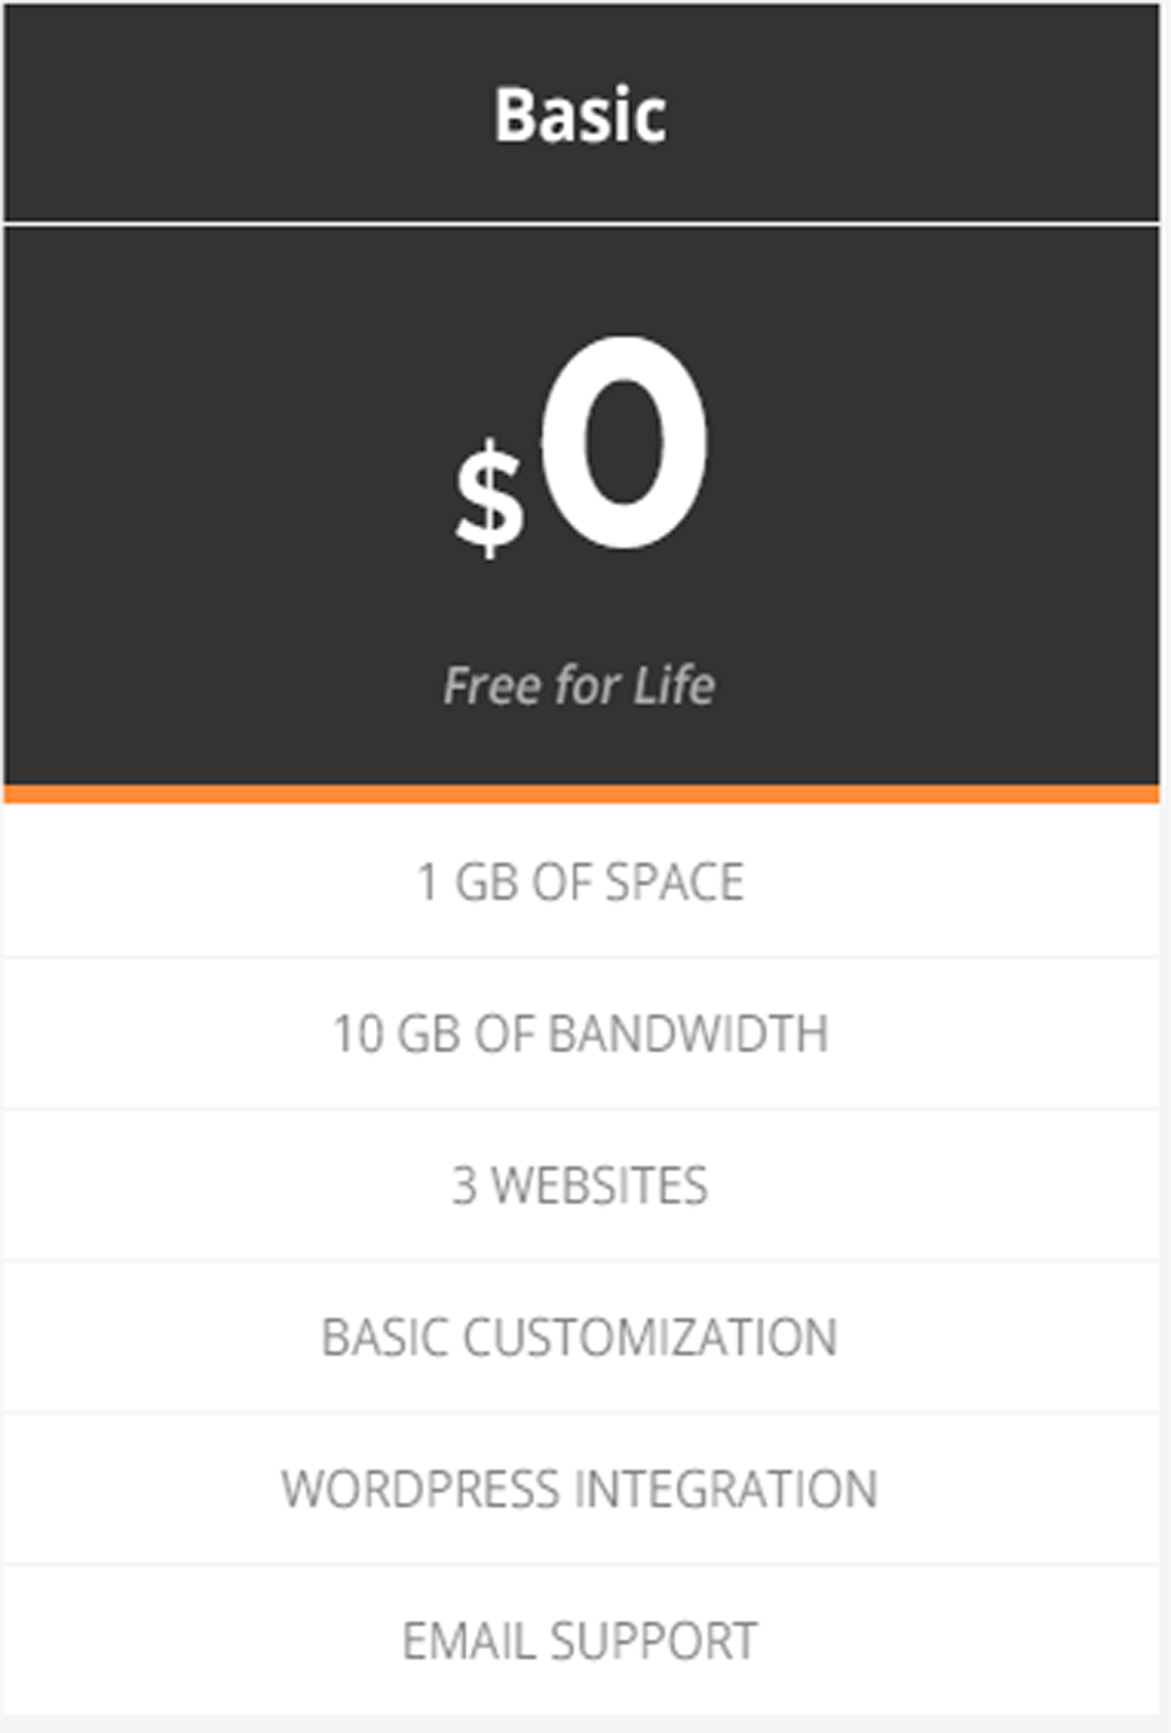 Basic
$0
Free for Life
1 GB OF SPACE
10 GB OF BANDWIDTH
3 WEBSITES
BASIC CUSTOMIZATION
WORDPRESS INTEGRATION
EMAIL SUPPORT